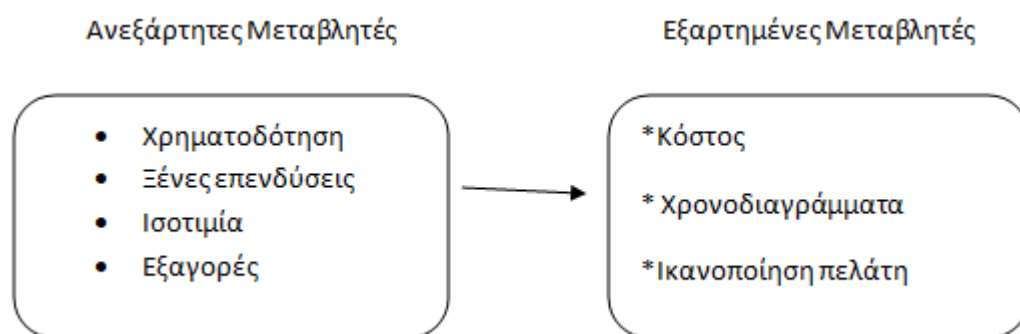 Ανεξάρτητες Μεταβλητές
Εξαρτημένες Μεταβλητές
• Χρηματοδότηση
• Ξένες επενδύσεις
• Ισοτιμία
• Εξαγορές
*Κόστος
* Χρονοδιαγράμματα
*Ικανοποίηση πελάτη